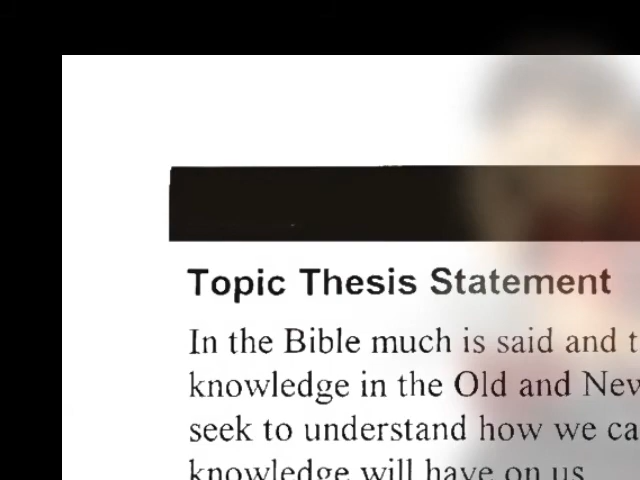 Topic Thesis Statement
In the Bible much is said and
knowledge in the Old and New
seek to understand how we
knowledge will have on us